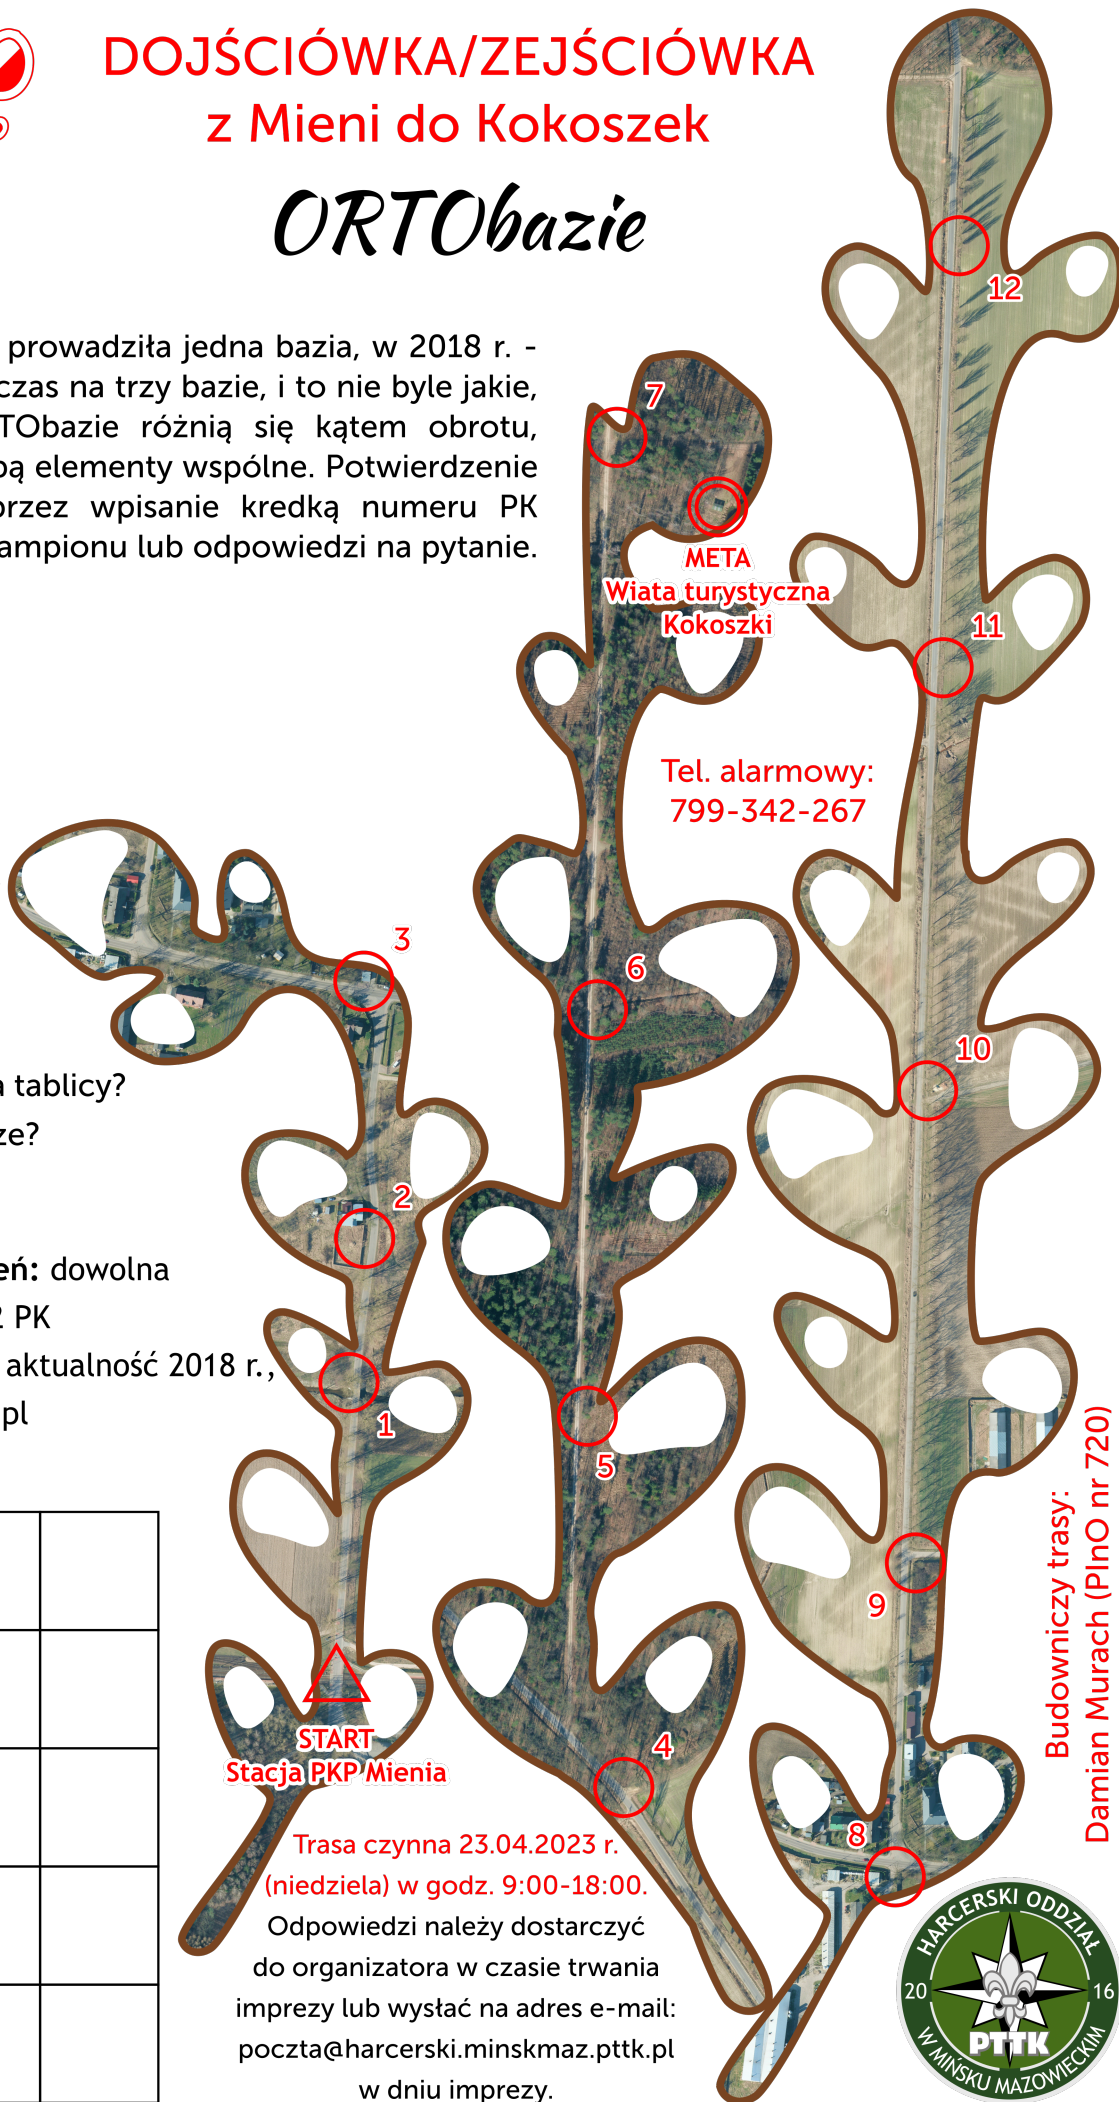 DOJŚCIÓWKA/ZEJŚCIÓWKA
z Mieni do Kokoszek
ORTObazie
prowadziła jedna bazia, w 2018 r. -
czas na trzy bazie, i to nie byle jakie,
TObazie różnią się kątem obrotu,
bą elementy wspólne. Potwierdzenie
przez wpisanie kredką numeru PK
ampionu lub odpowiedzi na pytanie.
12
7
META
Wiata turystyczna
Kokoszki
11
Tel. alarmowy:
799-342-267
3
6
10
a tablicy?
ze?
2
eń: dowolna
2 PK
aktualność 2018 r.,
pl
1
5
9
4
8
START
Stacja PKP Mienia
Budowniczy trasy:
Damian Murach (PInO nr 720)
Trasa czynna 23.04.2023 r.
(niedziela) w godz. 9:00-18:00.
Odpowiedzi należy dostarczyć
do organizatora w czasie trwania
imprezy lub wysłać na adres e-mail:
poczta@harcerski.minskmaz.pttk.pl
w dniu imprezy.
HARCERSKI ODDZIAŁ
20 16
PTTK
W MIŃSKU MAZOWIECKIM